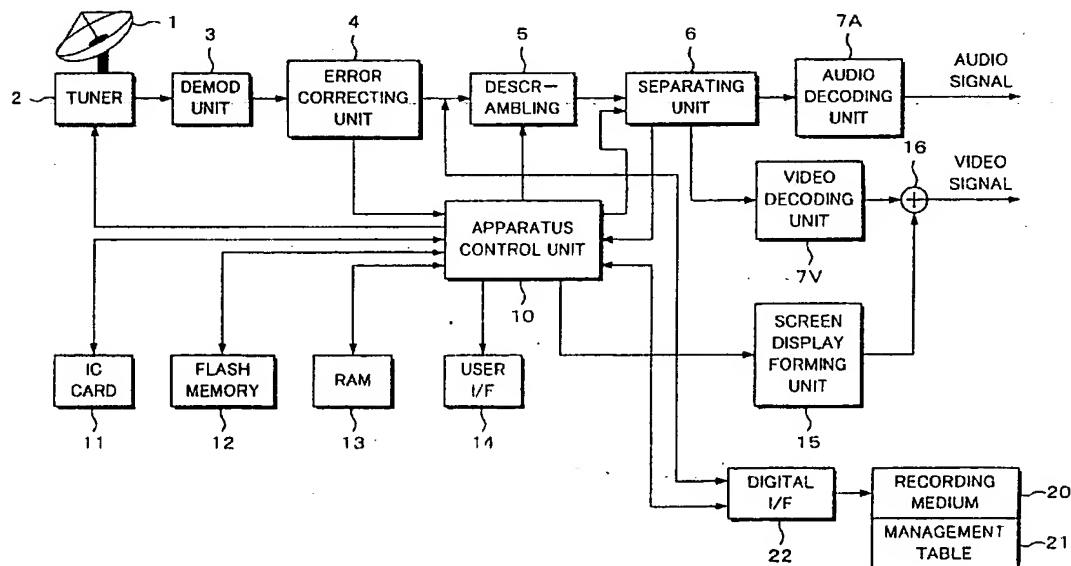 1
2
TUNER
3
DEMOD
UNIT
4
ERROR
CORRECTING
UNIT
5
DESCR-
AMBLING
6
SEPARATING
UNIT
7A
AUDIO
DECODING
UNIT
AUDIO
SIGNAL
VIDEO
DECODING
UNIT
7V
16
VIDEO
SIGNAL
APPARATUS
CONTROL UNIT
10
IC
CARD
11
FLASH
MEMORY
12
RAM
13
USER
I/F
14
SCREEN
DISPLAY
FORMING
UNIT
15
DIGITAL
I/F
22
RECORDING
MEDIUM
20
MANAGEMENT
TABLE
21